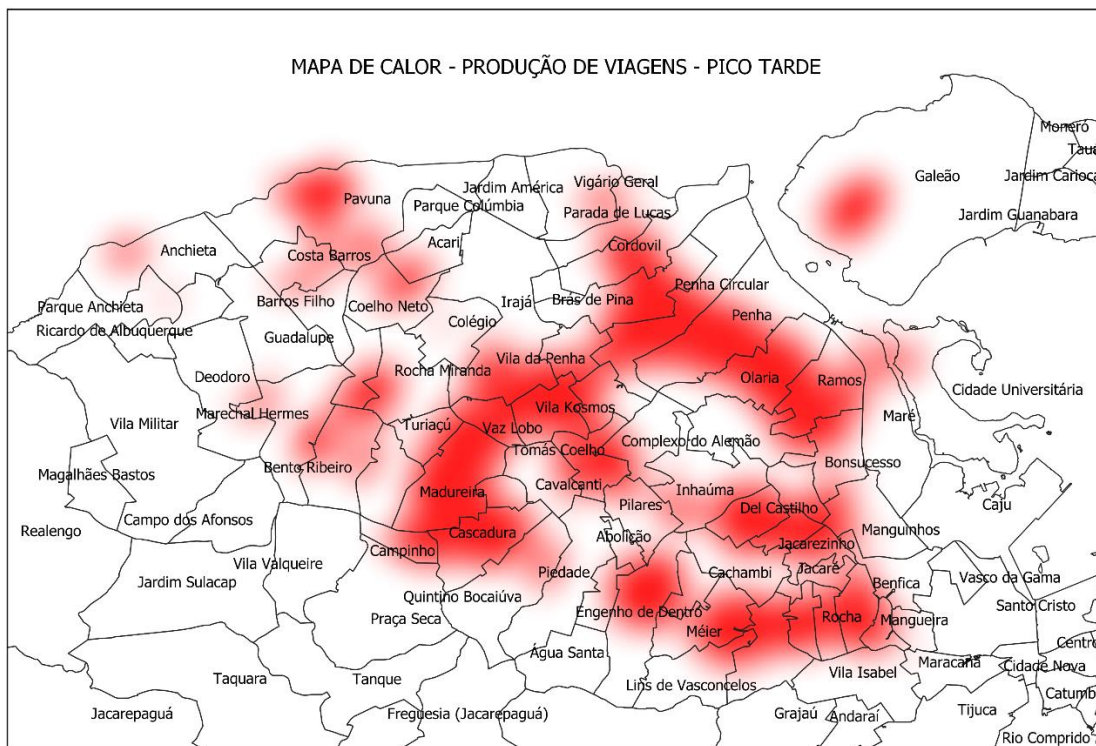 MAPA DE CALOR - PRODUÇÃO DE VIAGENS - PICO TARDE
Moneró
Tauá
Galeão
Jardim Carioca
Jardim Guanabara
Vigário Geral
Jardim América
Pavuna
Parque Colúmbia
Parada de Lucas
Anchieta
Costa Barros
Acari
Cordovil
Penha Circular
Parque Anchieta
Barros Filho
Coelho Neto
Irajá
Brás de Pina
Penha
Ricardo de Albuquerque
Guadalupe
Colégio
Vila da Penha
Deodoro
Rocha Miranda
Olaria
Ramos
Cidade Universitária
Vila Militar
Marechal Hermes
Turiaçú
Vaz Lobo
Vila Kosmos
Maré
Complexo do Alemão
Magalhães Bastos
Bento Ribeiro
Tomás Coelho
Bonsucesso
Madureira
Cavalcanti
Pilares
Inhaúma
Caju
Realengo
Campo dos Afonsos
Cascadura
Abolição
Del Castilho
Manguinhos
Jardim Sulacap
Vila Valqueire
Campinho
Piedade
Jacarezinho
Cachambi
Jacaré
Benfica
Vasco da Gama
Quintino Bocaiúva
Engenho de Dentro
Santo Cristo
Praça Seca
Méier
Rocha
Mangueira
Centro
Água Santa
Vila Isabel
Maracanã
Cidade Nova
Taquara
Tanque
Lins de Vasconcelos
Catumb
Jacarepaguá
Freguesia (Jacarepaguá)
Grajaú
Andaraí
Tijuca
Rio Comprido